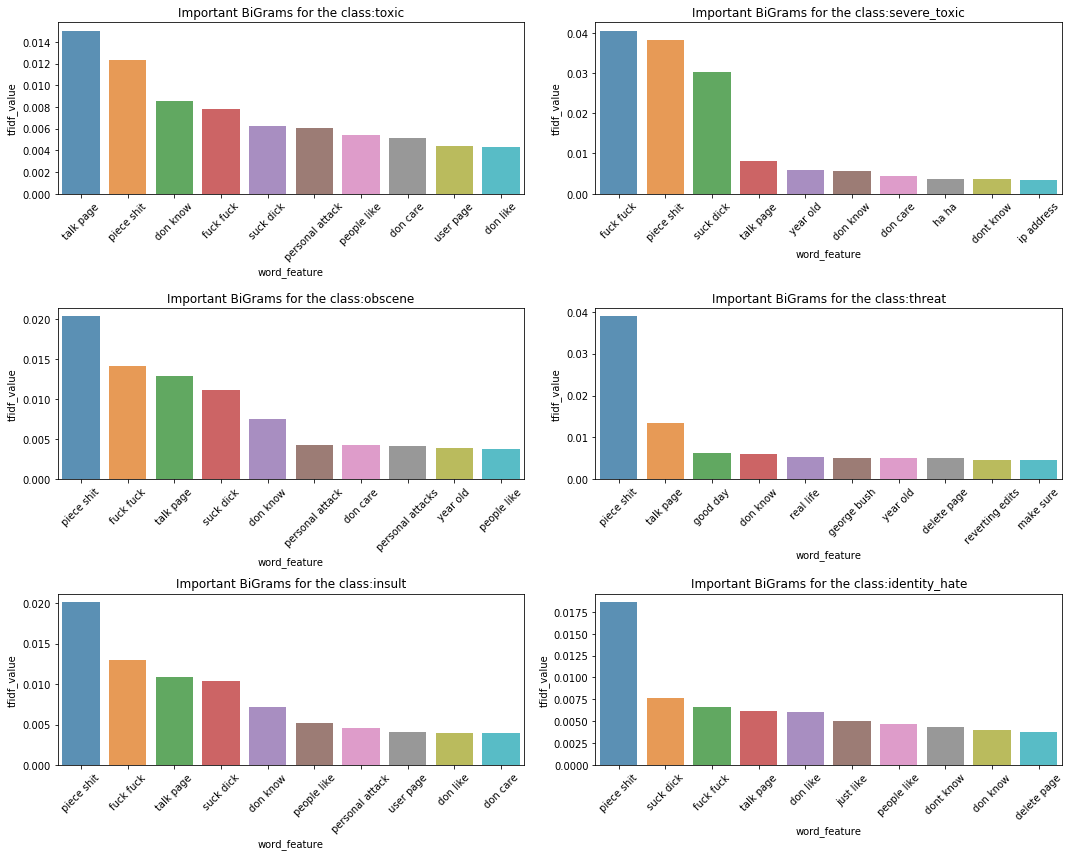 Important BiGrams for the class:toxic
tfidf_value
0.014
0.012
0.010
0.008
0.006
0.004
0.002
0.000
talk page
piece shit
don know
fuck fuck
suck dick
personal attack
people like
don care
user page
don like
word_feature
Important BiGrams for the class:severe_toxic
tfidf_value
0.04
0.03
0.02
0.01
0.00
fuck fuck
piece shit
suck dick
talk page
year old
don know
don care
ha ha
dont know
ip address
word_feature
Important BiGrams for the class:obscene
tfidf_value
0.020
0.015
0.010
0.005
0.000
piece shit
fuck fuck
talk page
suck dick
don know
personal attack
don care
personal attacks
year old
people like
word_feature
Important BiGrams for the class:threat
tfidf_value
0.04
0.03
0.02
0.01
0.00
piece shit
talk page
good day
don know
real life
george bush
year old
delete page
reverting edits
make sure
word_feature
Important BiGrams for the class:insult
tfidf_value
0.020
0.015
0.010
0.005
0.000
piece shit
fuck fuck
talk page
suck dick
don know
people like
personal attack
user page
don like
don care
word_feature
Important BiGrams for the class:identity_hate
tfidf_value
0.0175
0.0150
0.0125
0.0100
0.0075
0.0050
0.0025
0.0000
piece shit
suck dick
fuck fuck
talk page
don like
just like
people like
dont know
don know
delete page
word_feature